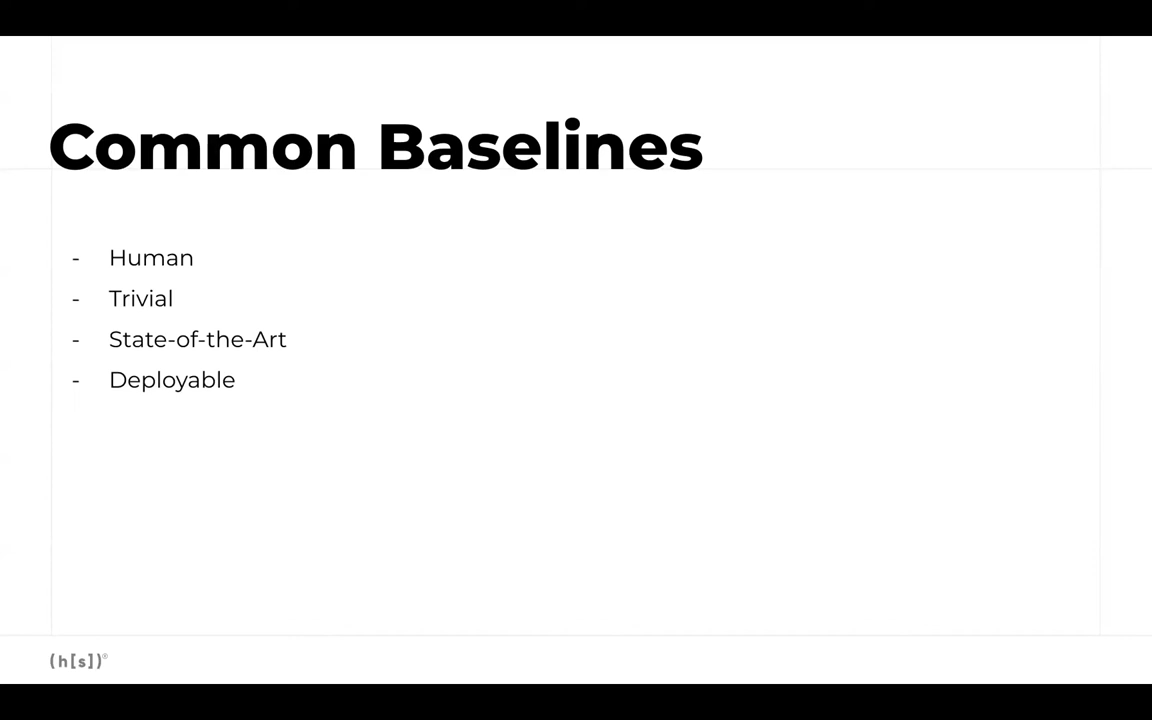 Common Baselines
- Human
- Trivial
- State-of-the-Art
- Deployable
(h[s])®